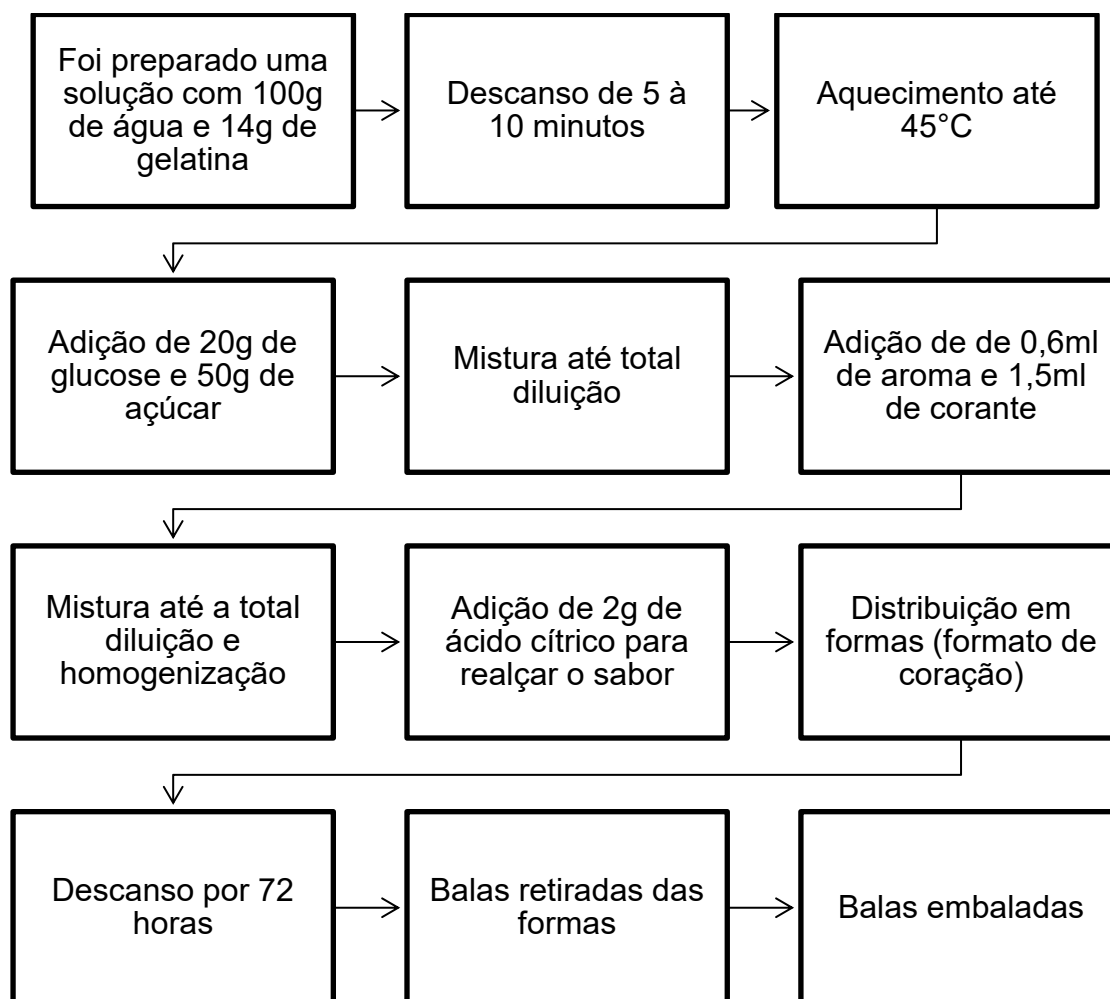 Foi preparado uma
solução com 100g
de água e 14g de
gelatina
Descanso de 5 à
10 minutos
Aquecimento até
45°C
Adição de 20g de
glucose e 50g de
açúcar
Mistura até total
diluição
Adição de de 0,6ml
de aroma e 1,5ml
de corante
Mistura até a total
diluição e
homogenização
Adição de 2g de
ácido cítrico para
realçar o sabor
Distribuição em
formas (formato de
coração)
Descanso por 72
horas
Balas retiradas das
formas
Balas embaladas